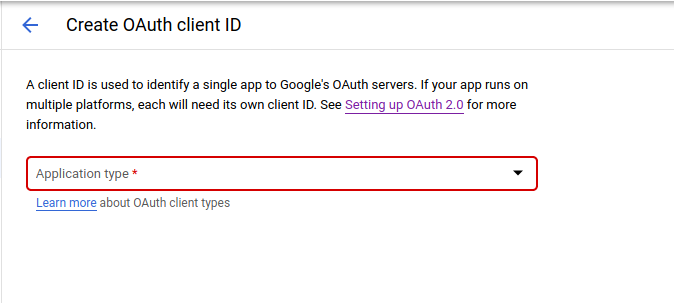 Create OAuth client ID
A client ID is used to identify a single app to Google's OAuth servers. If your app runs on
multiple platforms, each will need its own client ID. See Setting up OAuth 2.0 for more
information.
Application type *
Learn more about OAuth client types